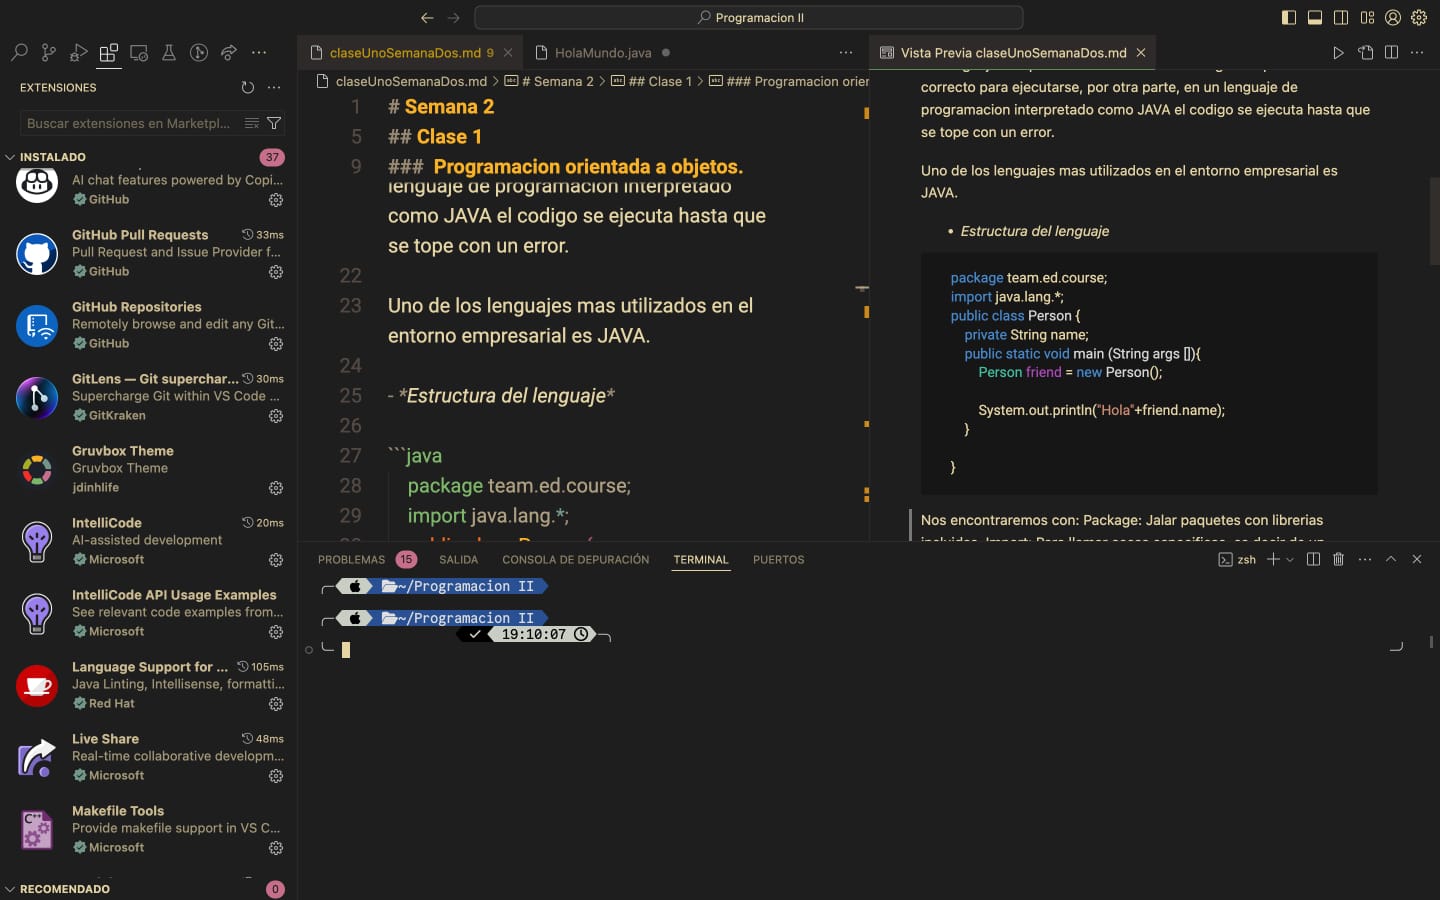 Programacion II
EXTENSIONES
Buscar extensiones en Marketpl...
INSTALADO
37
AI chat features powered by Copi...
GitHub
GitHub Pull Requests
33ms
Pull Request and Issue Provider f...
GitHub
GitHub Repositories
Remotely browse and edit any Git...
GitHub
GitLens — Git superchar...
30ms
Supercharge Git within VS Code ...
GitKraken
Gruvbox Theme
Gruvbox Theme
jdinhlife
IntelliCode
20ms
AI-assisted development
Microsoft
IntelliCode API Usage Examples
See relevant code examples from...
Microsoft
Language Support for ...
105ms
Java Linting, Intellisense, formatti...
Red Hat
Live Share
48ms
Real-time collaborative developm...
Microsoft
Makefile Tools
Provide makefile support in VS C...
Microsoft
RECOMENDADO
0
claseUnoSemanaDos.md 9
HolaMundo.java
claseUnoSemanaDos.md > # Semana 2 > ## Clase 1 > ### Programacion orien
1 # Semana 2
5 ## Clase 1
9 ### Programacion orientada a objetos.
lenguaje de programacion interpretado
como JAVA el codigo se ejecuta hasta que
se tope con un error.
22
23 Uno de los lenguajes mas utilizados en el
entorno empresarial es JAVA.
24
25 - *Estructura del lenguaje*
26
27 ```java
28 package team.ed.course;
29 import java.lang.*;
Vista Previa claseUnoSemanaDos.md
correcto para ejecutarse, por otra parte, en un lenguaje de
programacion interpretado como JAVA el codigo se ejecuta hasta que
se tope con un error.
Uno de los lenguajes mas utilizados en el entorno empresarial es
JAVA.
• Estructura del lenguaje
package team.ed.course;
import java.lang.*;
public class Person {
private String name;
public static void main (String args []){
Person friend = new Person();
System.out.println("Hola"+friend.name);
}
}
Nos encontraremos con: Package: Jalar paquetes con librerias
PROBLEMAS 15
SALIDA
CONSOLA DE DEPURACIÓN
TERMINAL
PUERTOS
zsh
~/Programacion II
~/Programacion II
19:10:07